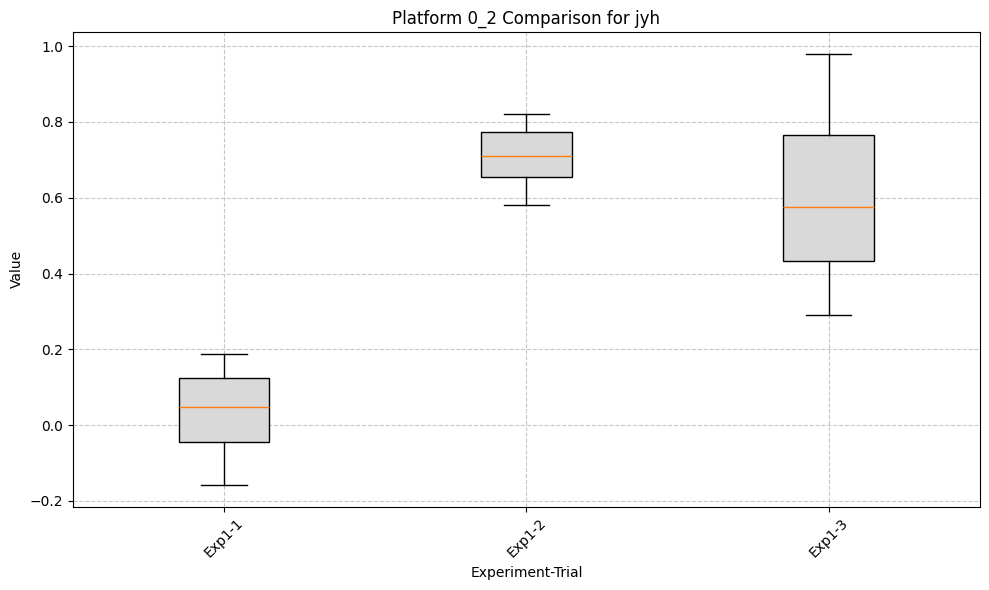 Platform 0_2 Comparison for jyh
1.0
0.8
0.6
0.4
0.2
0.0
−0.2
Value
Exp1-1
Exp1-2
Exp1-3
Experiment-Trial